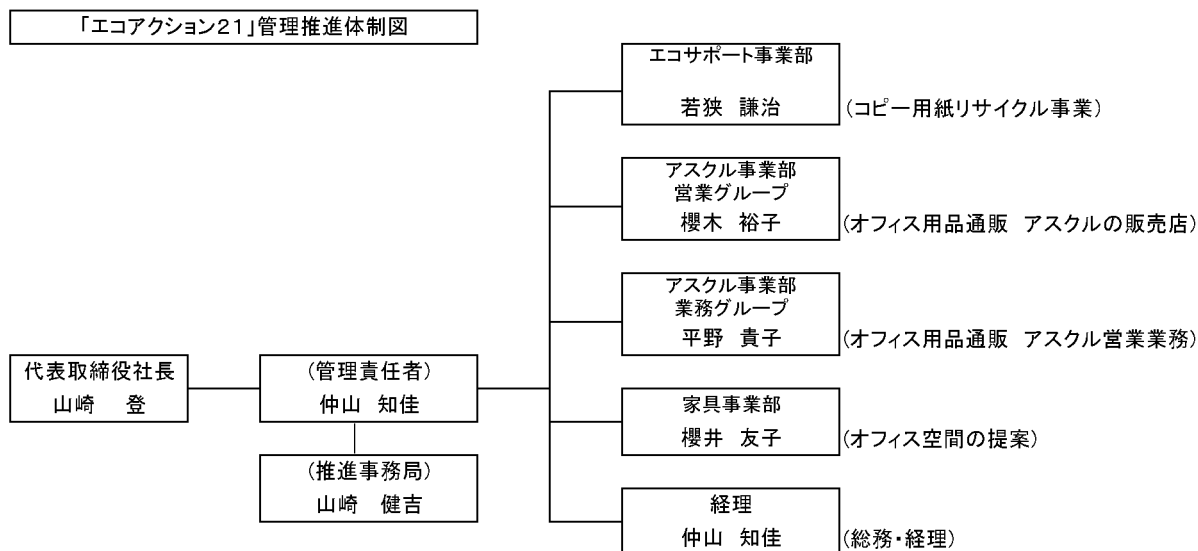 「エコアクション21」管理推進体制図
エコサポート事業部
若狭 謙治
(コピー用紙リサイクル事業)
アスクル事業部
営業グループ
櫻木 裕子
(オフィス用品通販 アスクルの販売店)
アスクル事業部
業務グループ
平野 貴子
(オフィス用品通販 アスクル営業業務)
代表取締役社長
山崎 登
(管理責任者)
仲山 知佳
家具事業部
櫻井 友子
(オフィス空間の提案)
(推進事務局)
山崎 健吉
経理
仲山 知佳
(総務・経理)